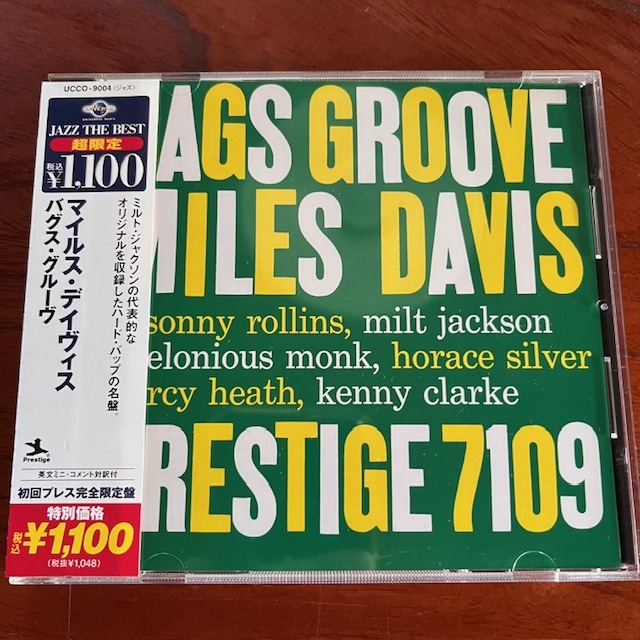 UCCO-9004〈ジャズ〉
UNIVERSAL MUSIC
JAZZ THE BEST
超限定
税込
¥1,100
ミルト・ジャクソンの代表的な
オリジナルを収録したハード・バップの名盤。
マイルス・デイヴィス
バグス・グルーヴ
Prestige
英文ミニ・コメント対訳付
初回プレス完全限定盤
特別価格
税込
¥1,100
(税抜¥1,048)
AGS GROOVE
MILES DAVIS
sonny rollins, milt jackson
elonious monk, horace silver
rcy heath, kenny clarke
RESTIGE 7109